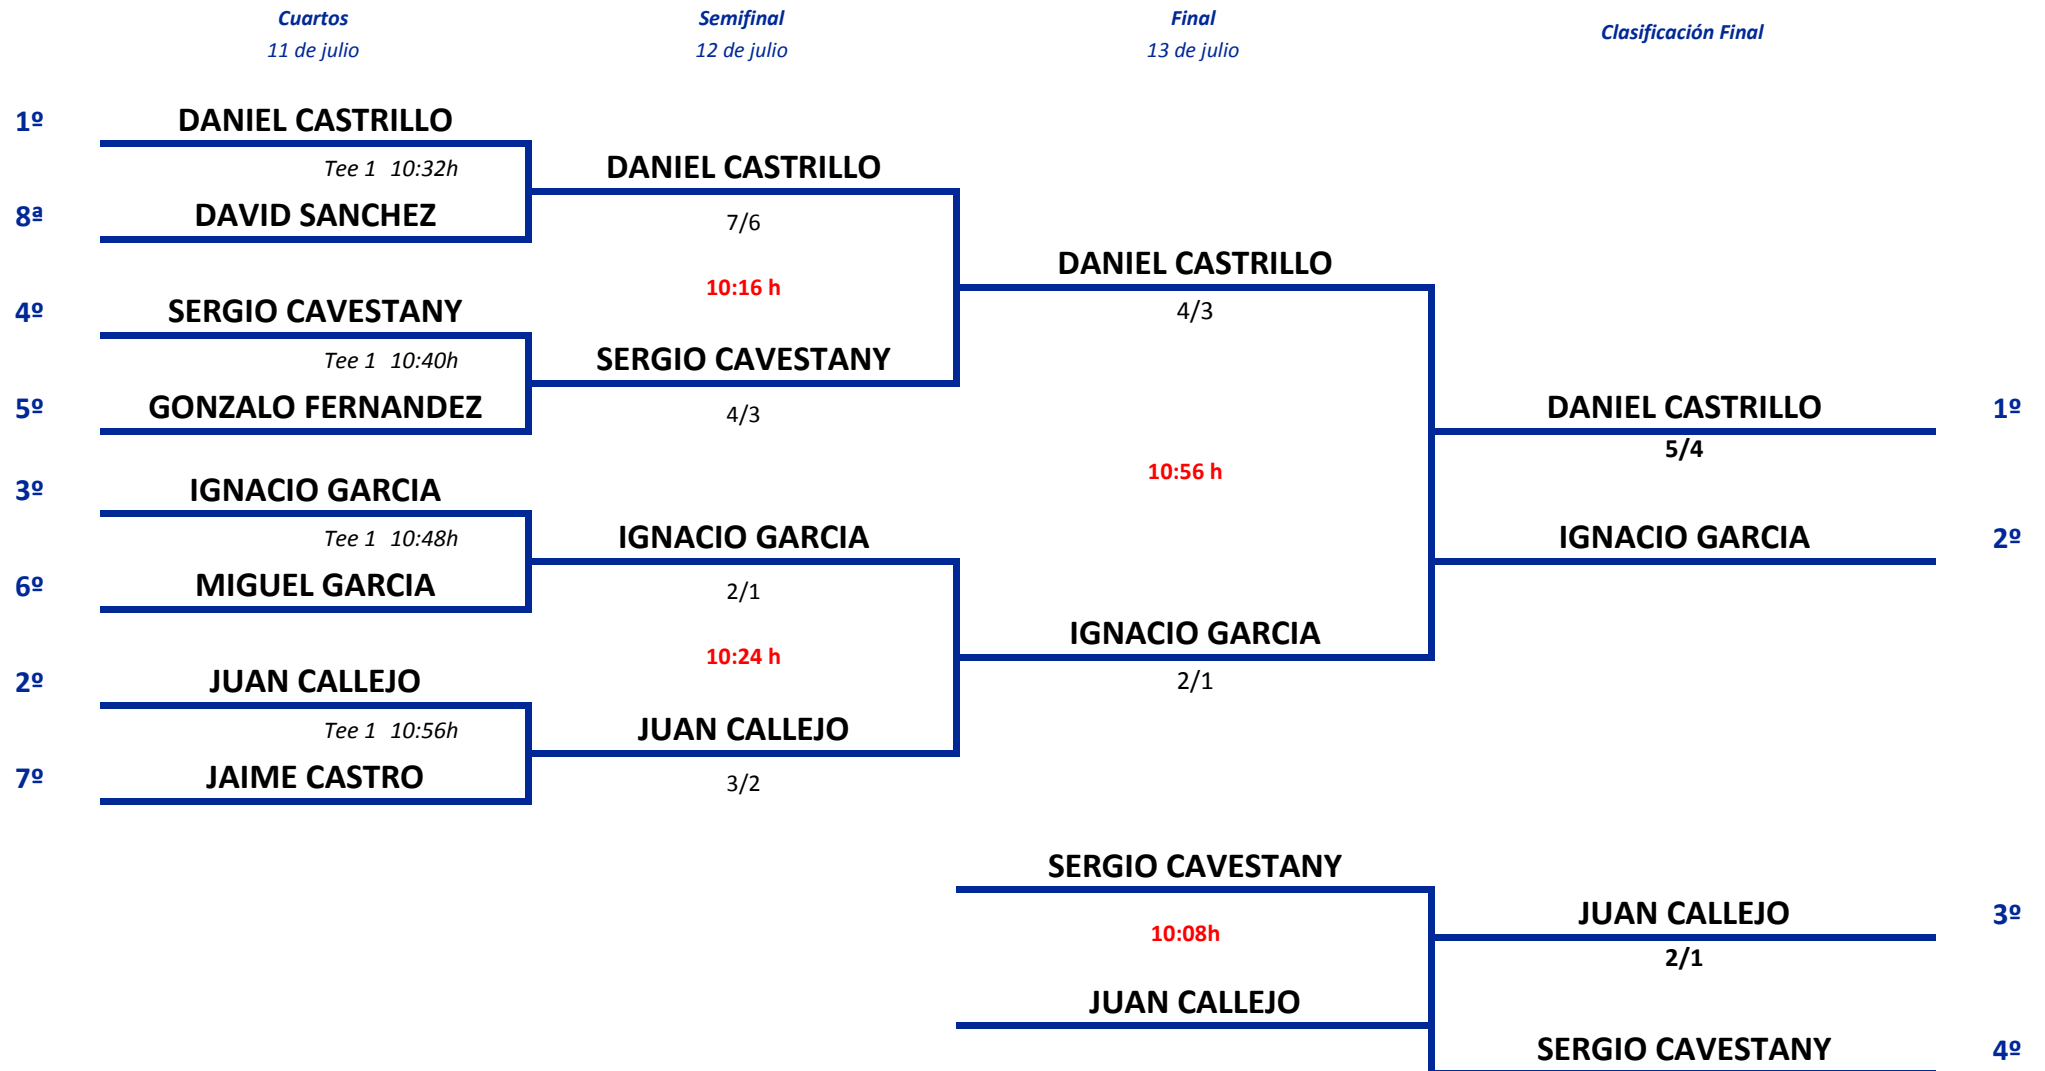 Cuartos Semifinal Final Clasificación Final
11 de julio 12 de julio 13 de julio
1º DANIEL CASTRILLO
Tee 1 10:32h DANIEL CASTRILLO
8ª DAVID SANCHEZ 7/6
DANIEL CASTRILLO
10:16 h
4º SERGIO CAVESTANY 4/3
Tee 1 10:40h SERGIO CAVESTANY
5º GONZALO FERNANDEZ 4/3 DANIEL CASTRILLO 1º
5/4
10:56 h
3º IGNACIO GARCIA
Tee 1 10:48h IGNACIO GARCIA IGNACIO GARCIA 2º
6º MIGUEL GARCIA 2/1
IGNACIO GARCIA
10:24 h
2º JUAN CALLEJO 2/1
Tee 1 10:56h JUAN CALLEJO
7º JAIME CASTRO 3/2
SERGIO CAVESTANY
JUAN CALLEJO 3º
10:08h
2/1
JUAN CALLEJO
SERGIO CAVESTANY 4º